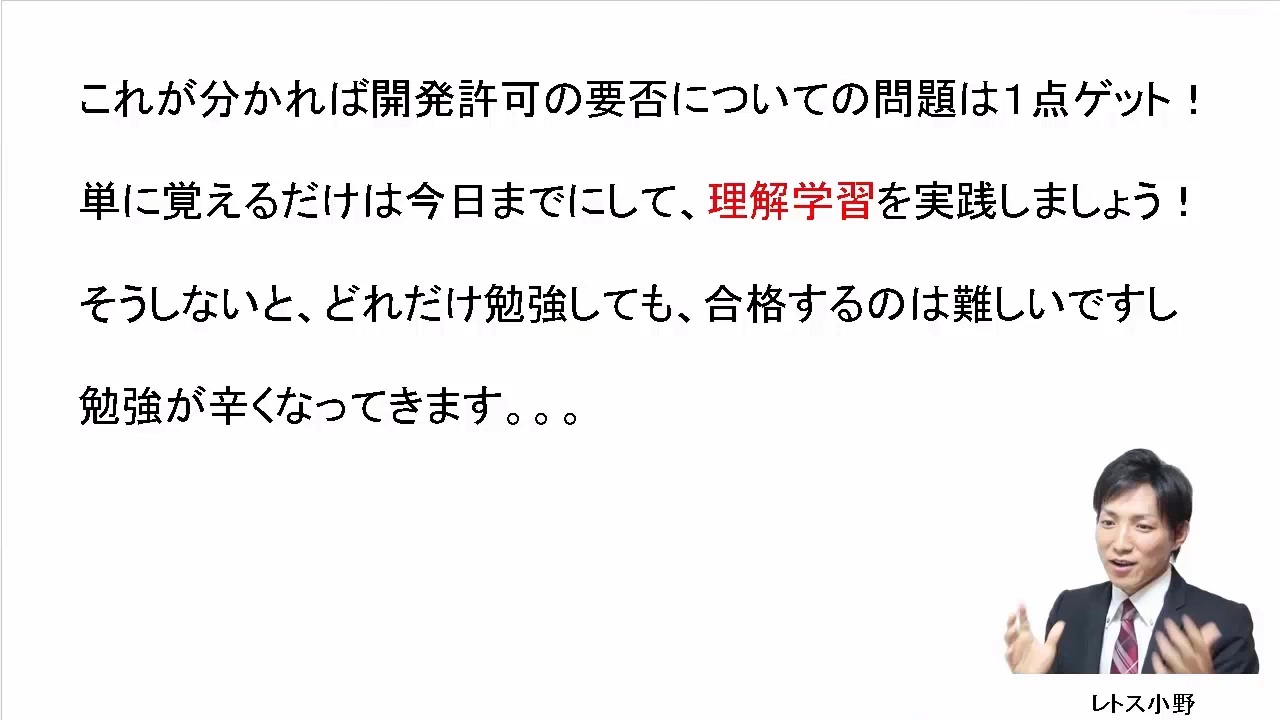 これが分かれば開発許可の要否についての問題は１点ゲット！
単に覚えるだけは今日までにして、理解学習を実践しましょう！
そうしないと、どれだけ勉強しても、合格するのは難しいですし
勉強が辛くなってきます。。。
レトス小野